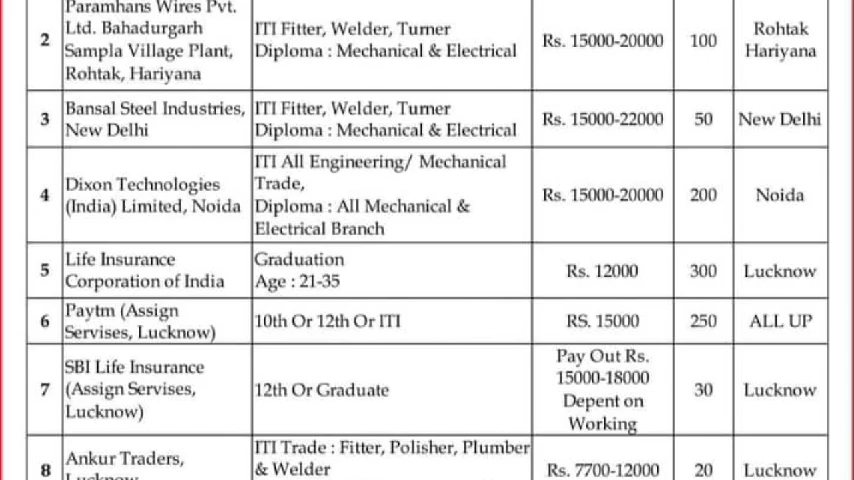 2
Paramhans Wires Pvt.
Ltd. Bahadurgarh
Sampla Village Plant,
Rohtak, Hariyana
ITI Fitter, Welder, Tuner
Diploma : Mechanical & Electrical
Rs. 15000-20000
100
Rohtak
Hariyana
3
Bansal Steel Industries,
New Delhi
ITI Fitter, Welder, Tuner
Diploma : Mechanical & Electrical
Rs. 15000-22000
50
New Delhi
4
Dixon Technologies
(India) Limited, Noida
ITI All Engineering/ Mechanical
Trade,
Diploma : All Mechanical &
Electrical Branch
Rs. 15000-20000
200
Noida
5
Life Insurance
Corporation of India
Graduation
Age : 21-35
Rs. 12000
300
Lucknow
6
Paytm (Assign
Servises, Lucknow)
10th Or 12th Or ITI
RS. 15000
250
ALL UP
7
SBI Life Insurance
(Assign Servises,
Lucknow)
12th Or Graduate
Pay Out Rs.
15000-18000
Depent on
Working
30
Lucknow
8
Ankur Traders,
Lucknow
ITI Trade : Fitter, Polisher, Plumber
& Welder
Rs. 7700-12000
20
Lucknow